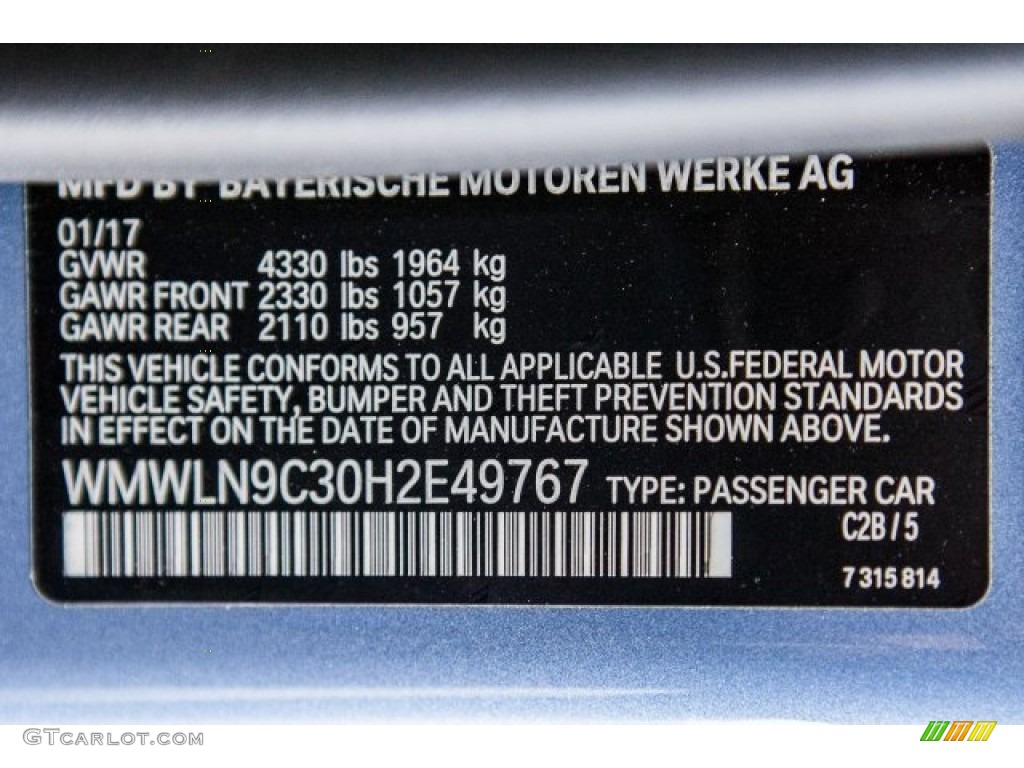 MFD BY BAYERISCHE MOTOREN WERKE AG
01/17
GVWR 4330 lbs 1964 kg
GAWR FRONT 2330 lbs 1057 kg
GAWR REAR 2110 lbs 957 kg
THIS VEHICLE CONFORMS TO ALL APPLICABLE U.S.FEDERAL MOTOR
VEHICLE SAFETY, BUMPER AND THEFT PREVENTION STANDARDS
IN EFFECT ON THE DATE OF MANUFACTURE SHOWN ABOVE.
WMWLN9C30H2E49767 TYPE: PASSENGER CAR
C2B / 5
7 315 814
GTCarlot.com